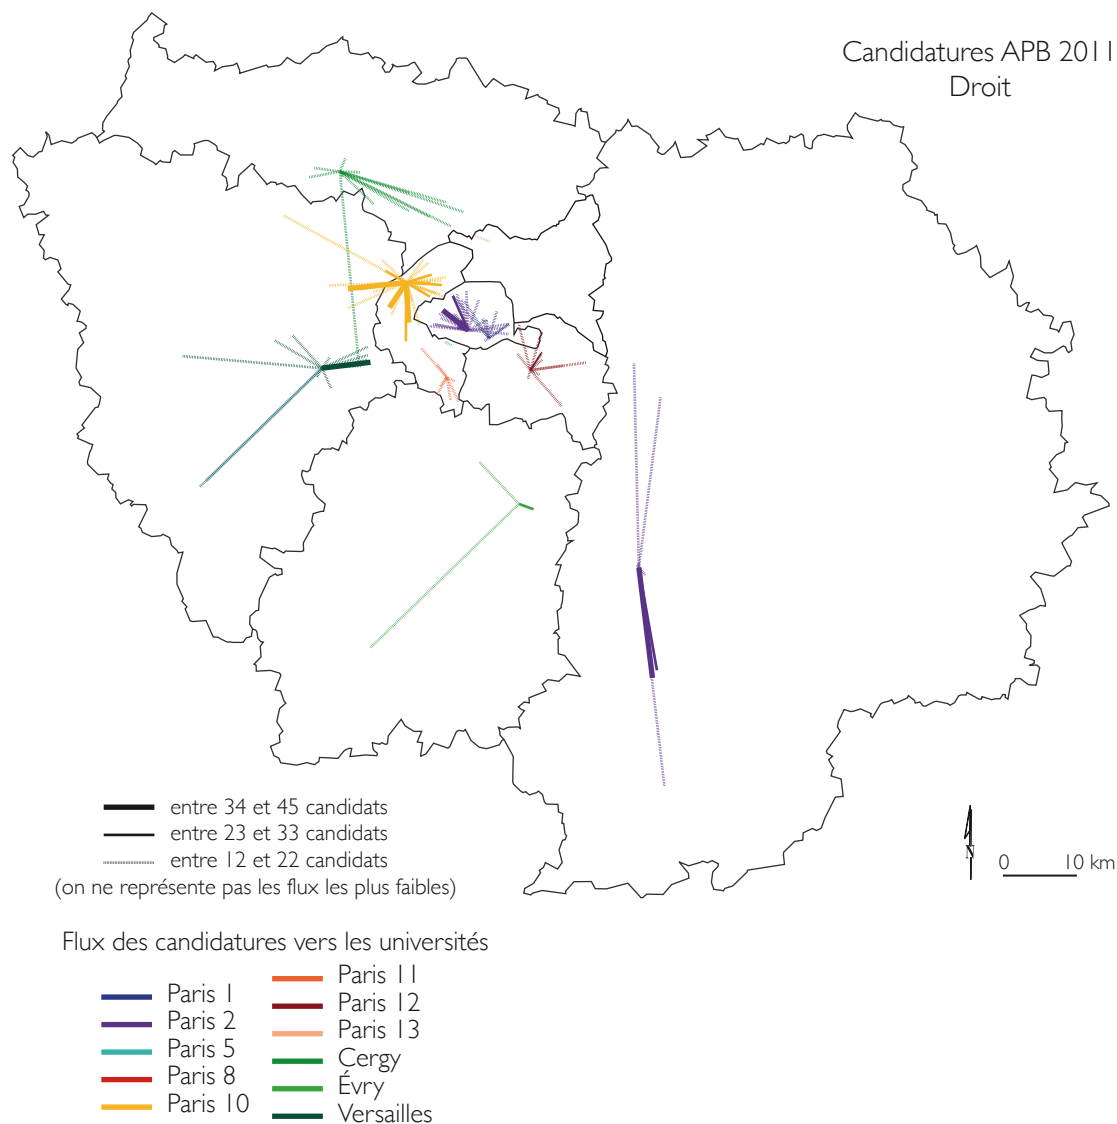 Candidatures APB 2011
Droit
entre 34 et 45 candidats
entre 23 et 33 candidats
entre 12 et 22 candidats
(on ne représente pas les flux les plus faibles)
N
0 10 km
Flux des candidatures vers les universités
Paris 1
Paris 2
Paris 5
Paris 8
Paris 10
Paris 11
Paris 12
Paris 13
Cergy
Évry
Versailles